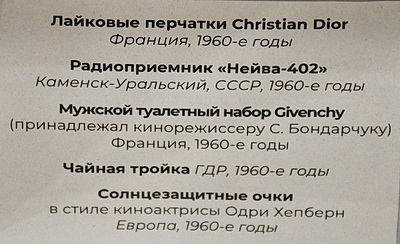 Лайковые перчатки Christian Dior
Франция, 1960-е годы
Радиоприемник «Нейва-402»
Каменск-Уральский, СССР, 1960-е годы
Мужской туалетный набор Givenchy
(принадлежал кинорежиссеру С. Бондарчуку)
Франция, 1960-е годы
Чайная тройка ГДР, 1960-е годы
Солнцезащитные очки
в стиле киноактрисы Одри Хепберн
Европа, 1960-е годы